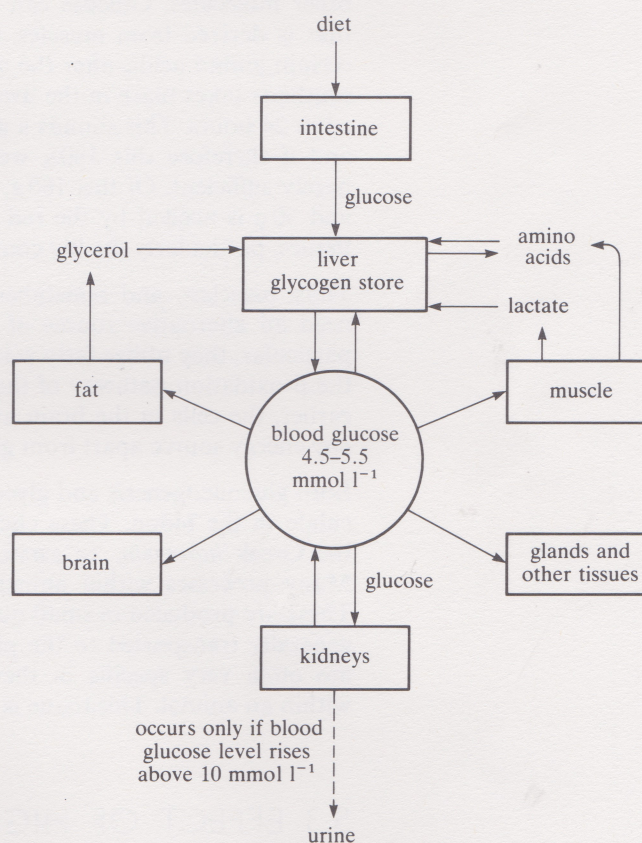 diet
intestine
glucose
glycerol
liver
glycogen store
amino
acids
lactate
fat
muscle
blood glucose
4.5–5.5
mmol l⁻¹
brain
glands and
other tissues
glucose
kidneys
occurs only if blood
glucose level rises
above 10 mmol l⁻¹
urine